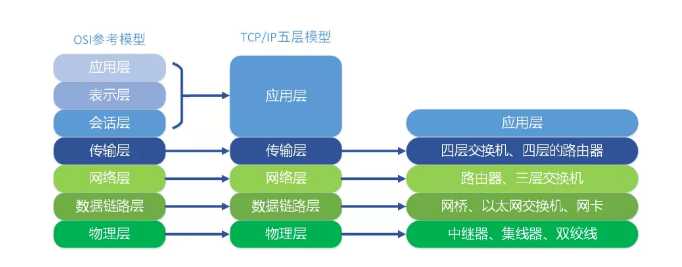 OSI参考模型
TCP/IP五层模型
应用层
表示层
会话层
传输层
网络层
数据链路层
物理层
应用层
传输层
网络层
数据链路层
物理层
应用层
四层交换机、四层的路由器
路由器、三层交换机
网桥、以太网交换机、网卡
中继器、集线器、双绞线